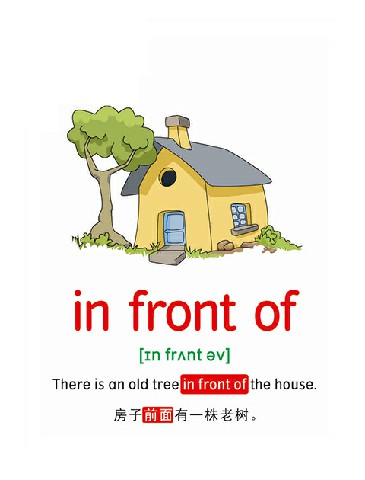 in front of
[ɪn frʌnt əv]
There is an old tree in front of the house.
房子前面有一株老树。